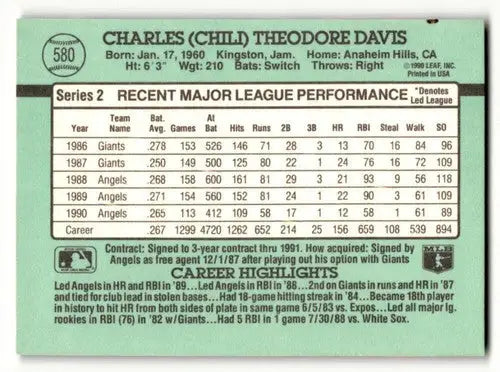 580
CHARLES (CHILI) THEODORE DAVIS
Born: Jan. 17, 1960 Kingston, Jam. Home: Anaheim Hills, CA
Ht: 6'3" Wgt: 210 Bats: Switch Throws: Right
©1990 LEAF, INC.
Printed in USA
Series 2 RECENT MAJOR LEAGUE PERFORMANCE *Denotes Led League
Year Team Name Bat. Avg. Games At Bat Hits Runs 2B 3B HR RBI Steal Walk SO
1986 Giants .278 153 526 146 71 28 3 13 70 16 84 96
1987 Giants .250 149 500 125 80 22 1 24 76 16 72 109
1988 Angels .268 158 600 161 81 29 3 21 93 9 56 118
1989 Angels .271 154 560 152 81 24 1 22 90 3 61 109
1990 Angels .265 113 412 109 58 17 1 12 58 1 61 89
Career .267 1299 4720 1262 652 214 25 156 659 108 539 894
Contract: Signed to 3-year contract thru 1991. How acquired: Signed by
Angels as free agent 12/1/87 after playing out his option with Giants
CAREER HIGHLIGHTS
Led Angels in HR and RBI in '89...Led Angels in RBI in '88...2nd on Giants in runs and HR in '87
and tied for club lead in stolen bases...Had 18-game hitting streak in '84...Became 18th player
in history to hit HR from both sides of plate in same game 6/5/83 vs. Expos...Led all major lg.
rookies in RBI (76) in '82 w/Giants...Had 5 RBI in 1 game 7/30/88 vs. White Sox.